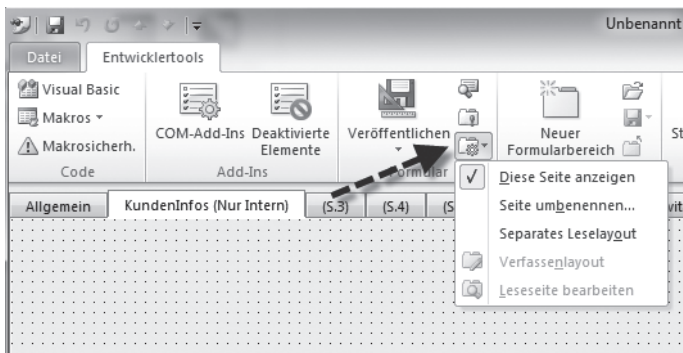 Unbenannt
Datei
Entwicklertools
Visual Basic
Makros
Makrosicherh.
Code
COM-Add-Ins
Deaktivierte
Elemente
Add-Ins
Veröffentlichen
Formular
Neuer
Formularbereich
St
Diese Seite anzeigen
Seite umbenennen...
Separates Leselayout
Verfassenlayout
Leseseite bearbeiten
Allgemein
KundenInfos (Nur Intern)
(S.3)
(S.4)
(S